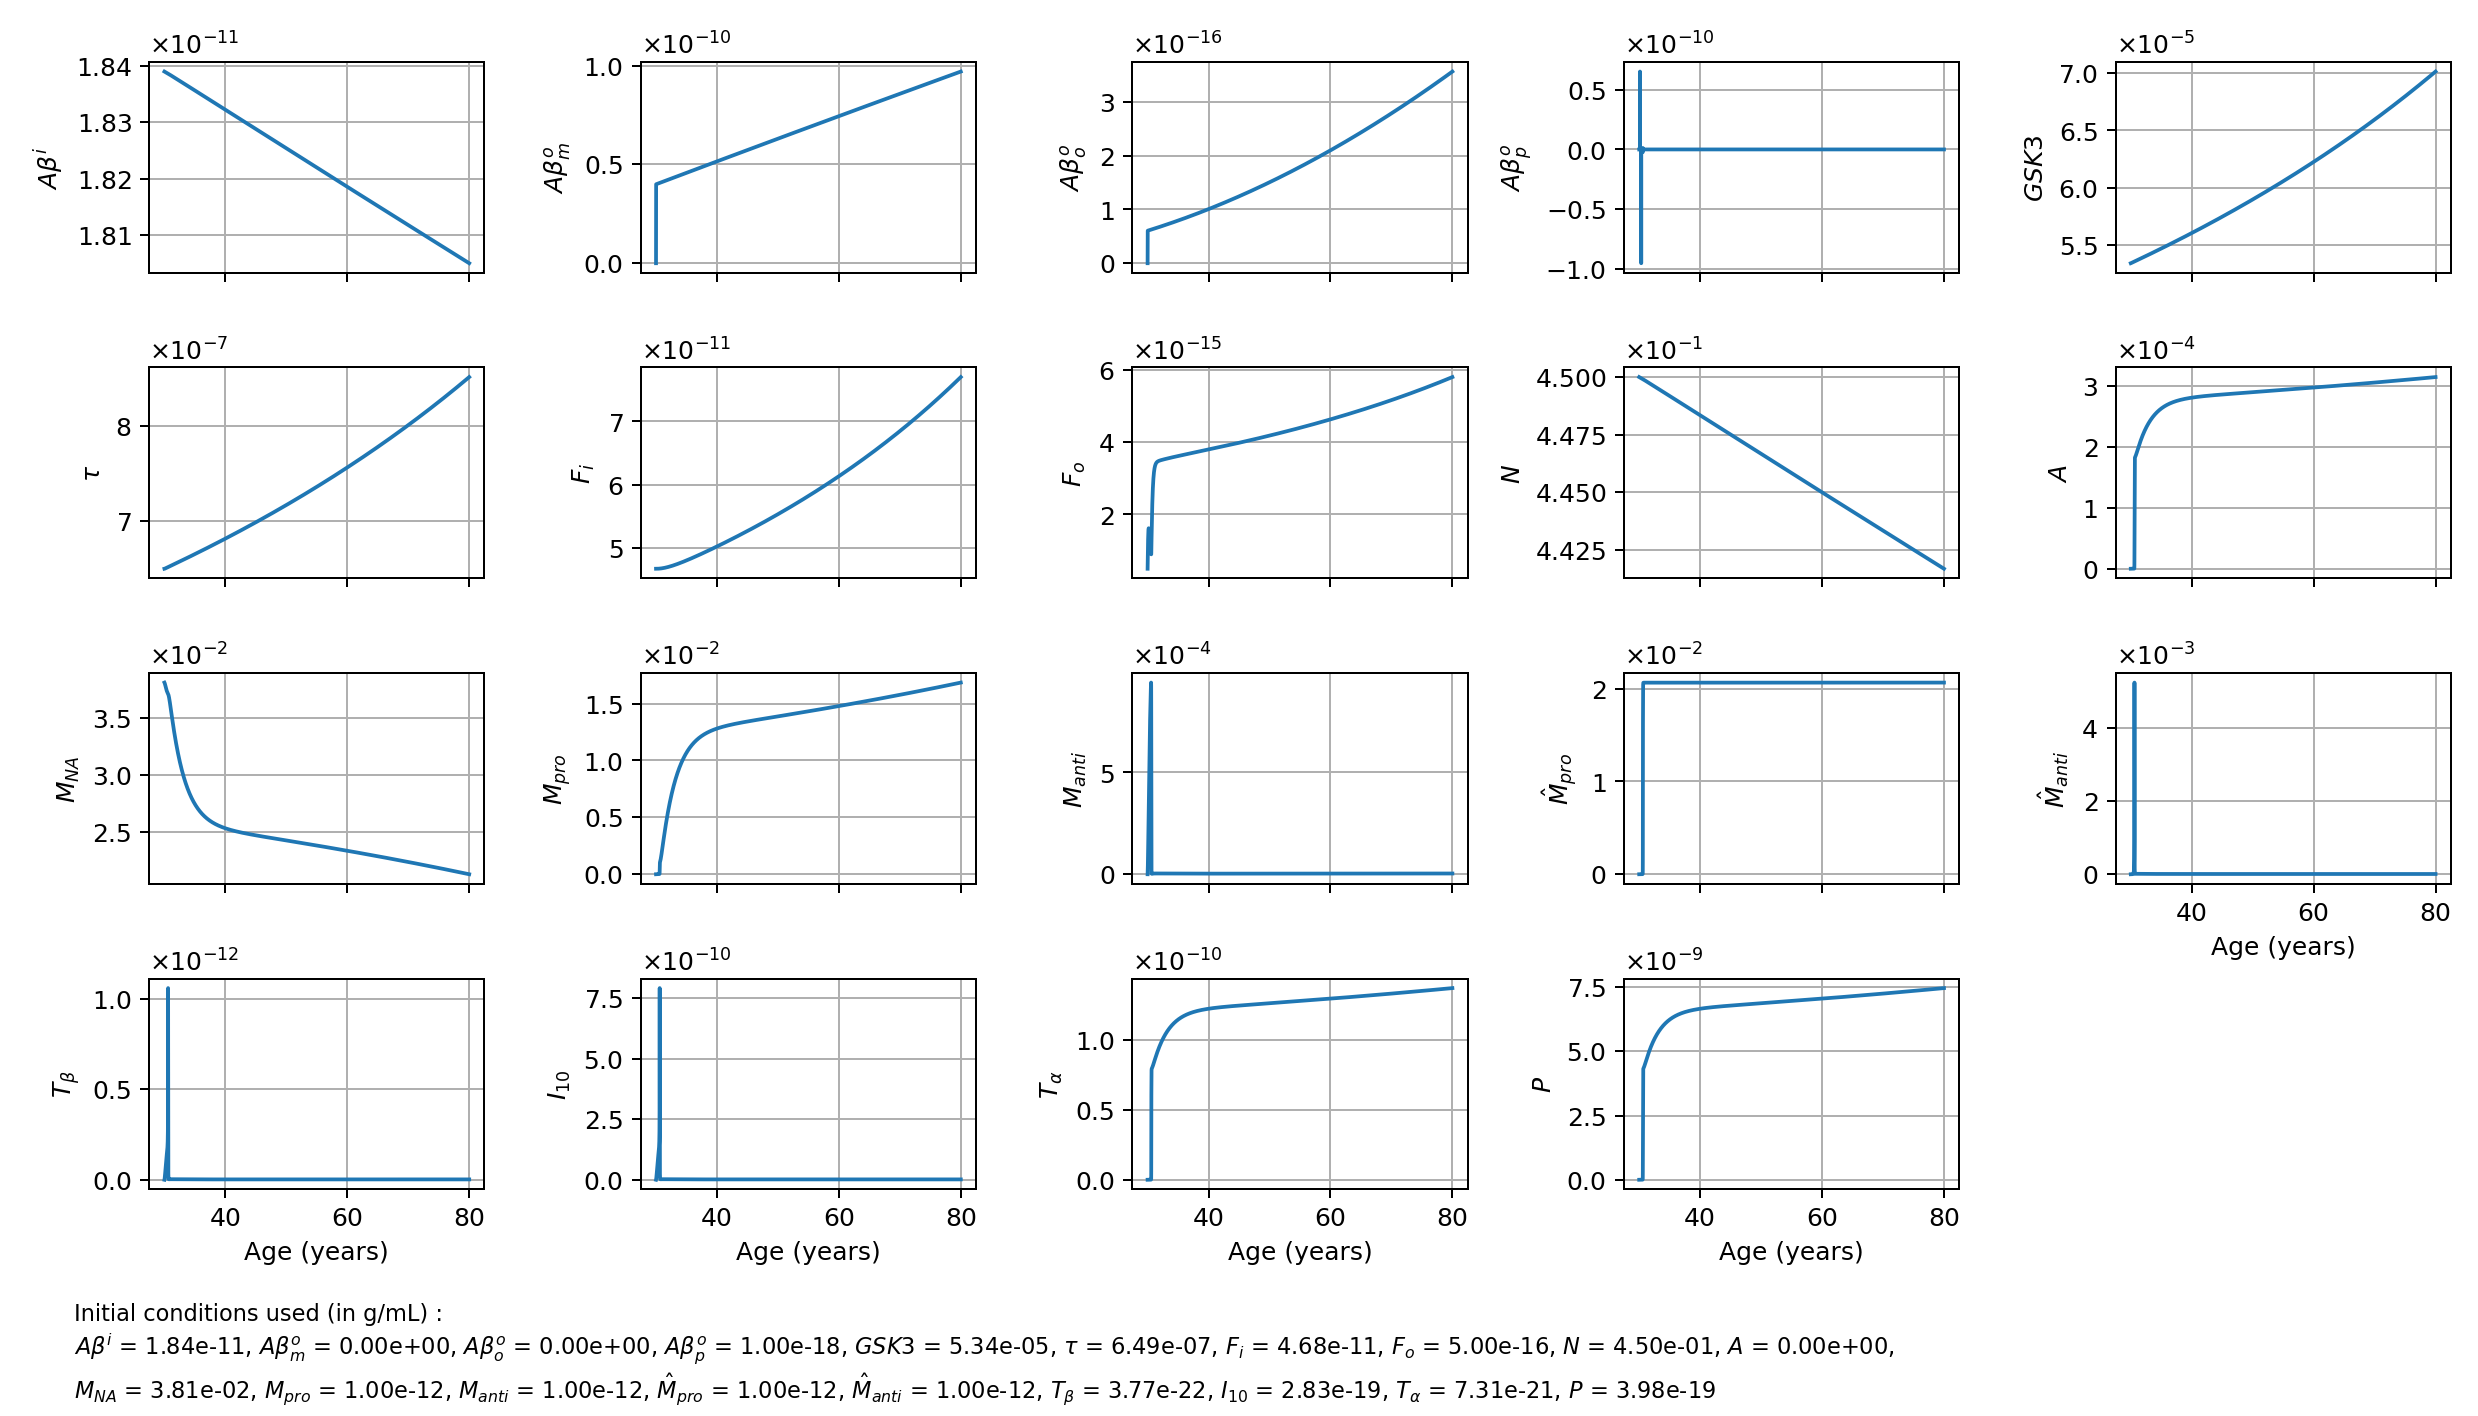 ×10⁻¹¹ ×10⁻¹⁰ ×10⁻¹⁶ ×10⁻¹⁰ ×10⁻⁵
Aβ^i 1.84 1.83 1.82 1.81
Aβ_m^o 1.0 0.5 0.0
Aβ_o^o 3 2 1 0
Aβ_p^o 0.5 0.0 −0.5 −1.0
GSK3 7.0 6.5 6.0 5.5
×10⁻⁷ ×10⁻¹¹ ×10⁻¹⁵ ×10⁻¹ ×10⁻⁴
τ 8 7
F_i 7 6 5
F_o 6 4 2
N 4.500 4.475 4.450 4.425
A 3 2 1 0
×10⁻² ×10⁻² ×10⁻⁴ ×10⁻² ×10⁻³
M_NA 3.5 3.0 2.5
M_pro 1.5 1.0 0.5 0.0
M_anti 5 0
M̂_pro 2 1 0
M̂_anti 4 2 0
40 60 80
Age (years)
×10⁻¹² ×10⁻¹⁰ ×10⁻¹⁰ ×10⁻⁹
T_β 1.0 0.5 0.0
I_10 7.5 5.0 2.5 0.0
T_α 1.0 0.5 0.0
P 7.5 5.0 2.5 0.0
40 60 80 40 60 80 40 60 80 40 60 80
Age (years) Age (years) Age (years) Age (years)
Initial conditions used (in g/mL) :
Aβ^i = 1.84e-11, Aβ_m^o = 0.00e+00, Aβ_o^o = 0.00e+00, Aβ_p^o = 1.00e-18, GSK3 = 5.34e-05, τ = 6.49e-07, F_i = 4.68e-11, F_o = 5.00e-16, N = 4.50e-01, A = 0.00e+00,
M_NA = 3.81e-02, M_pro = 1.00e-12, M_anti = 1.00e-12, M̂_pro = 1.00e-12, M̂_anti = 1.00e-12, T_β = 3.77e-22, I_10 = 2.83e-19, T_α = 7.31e-21, P = 3.98e-19